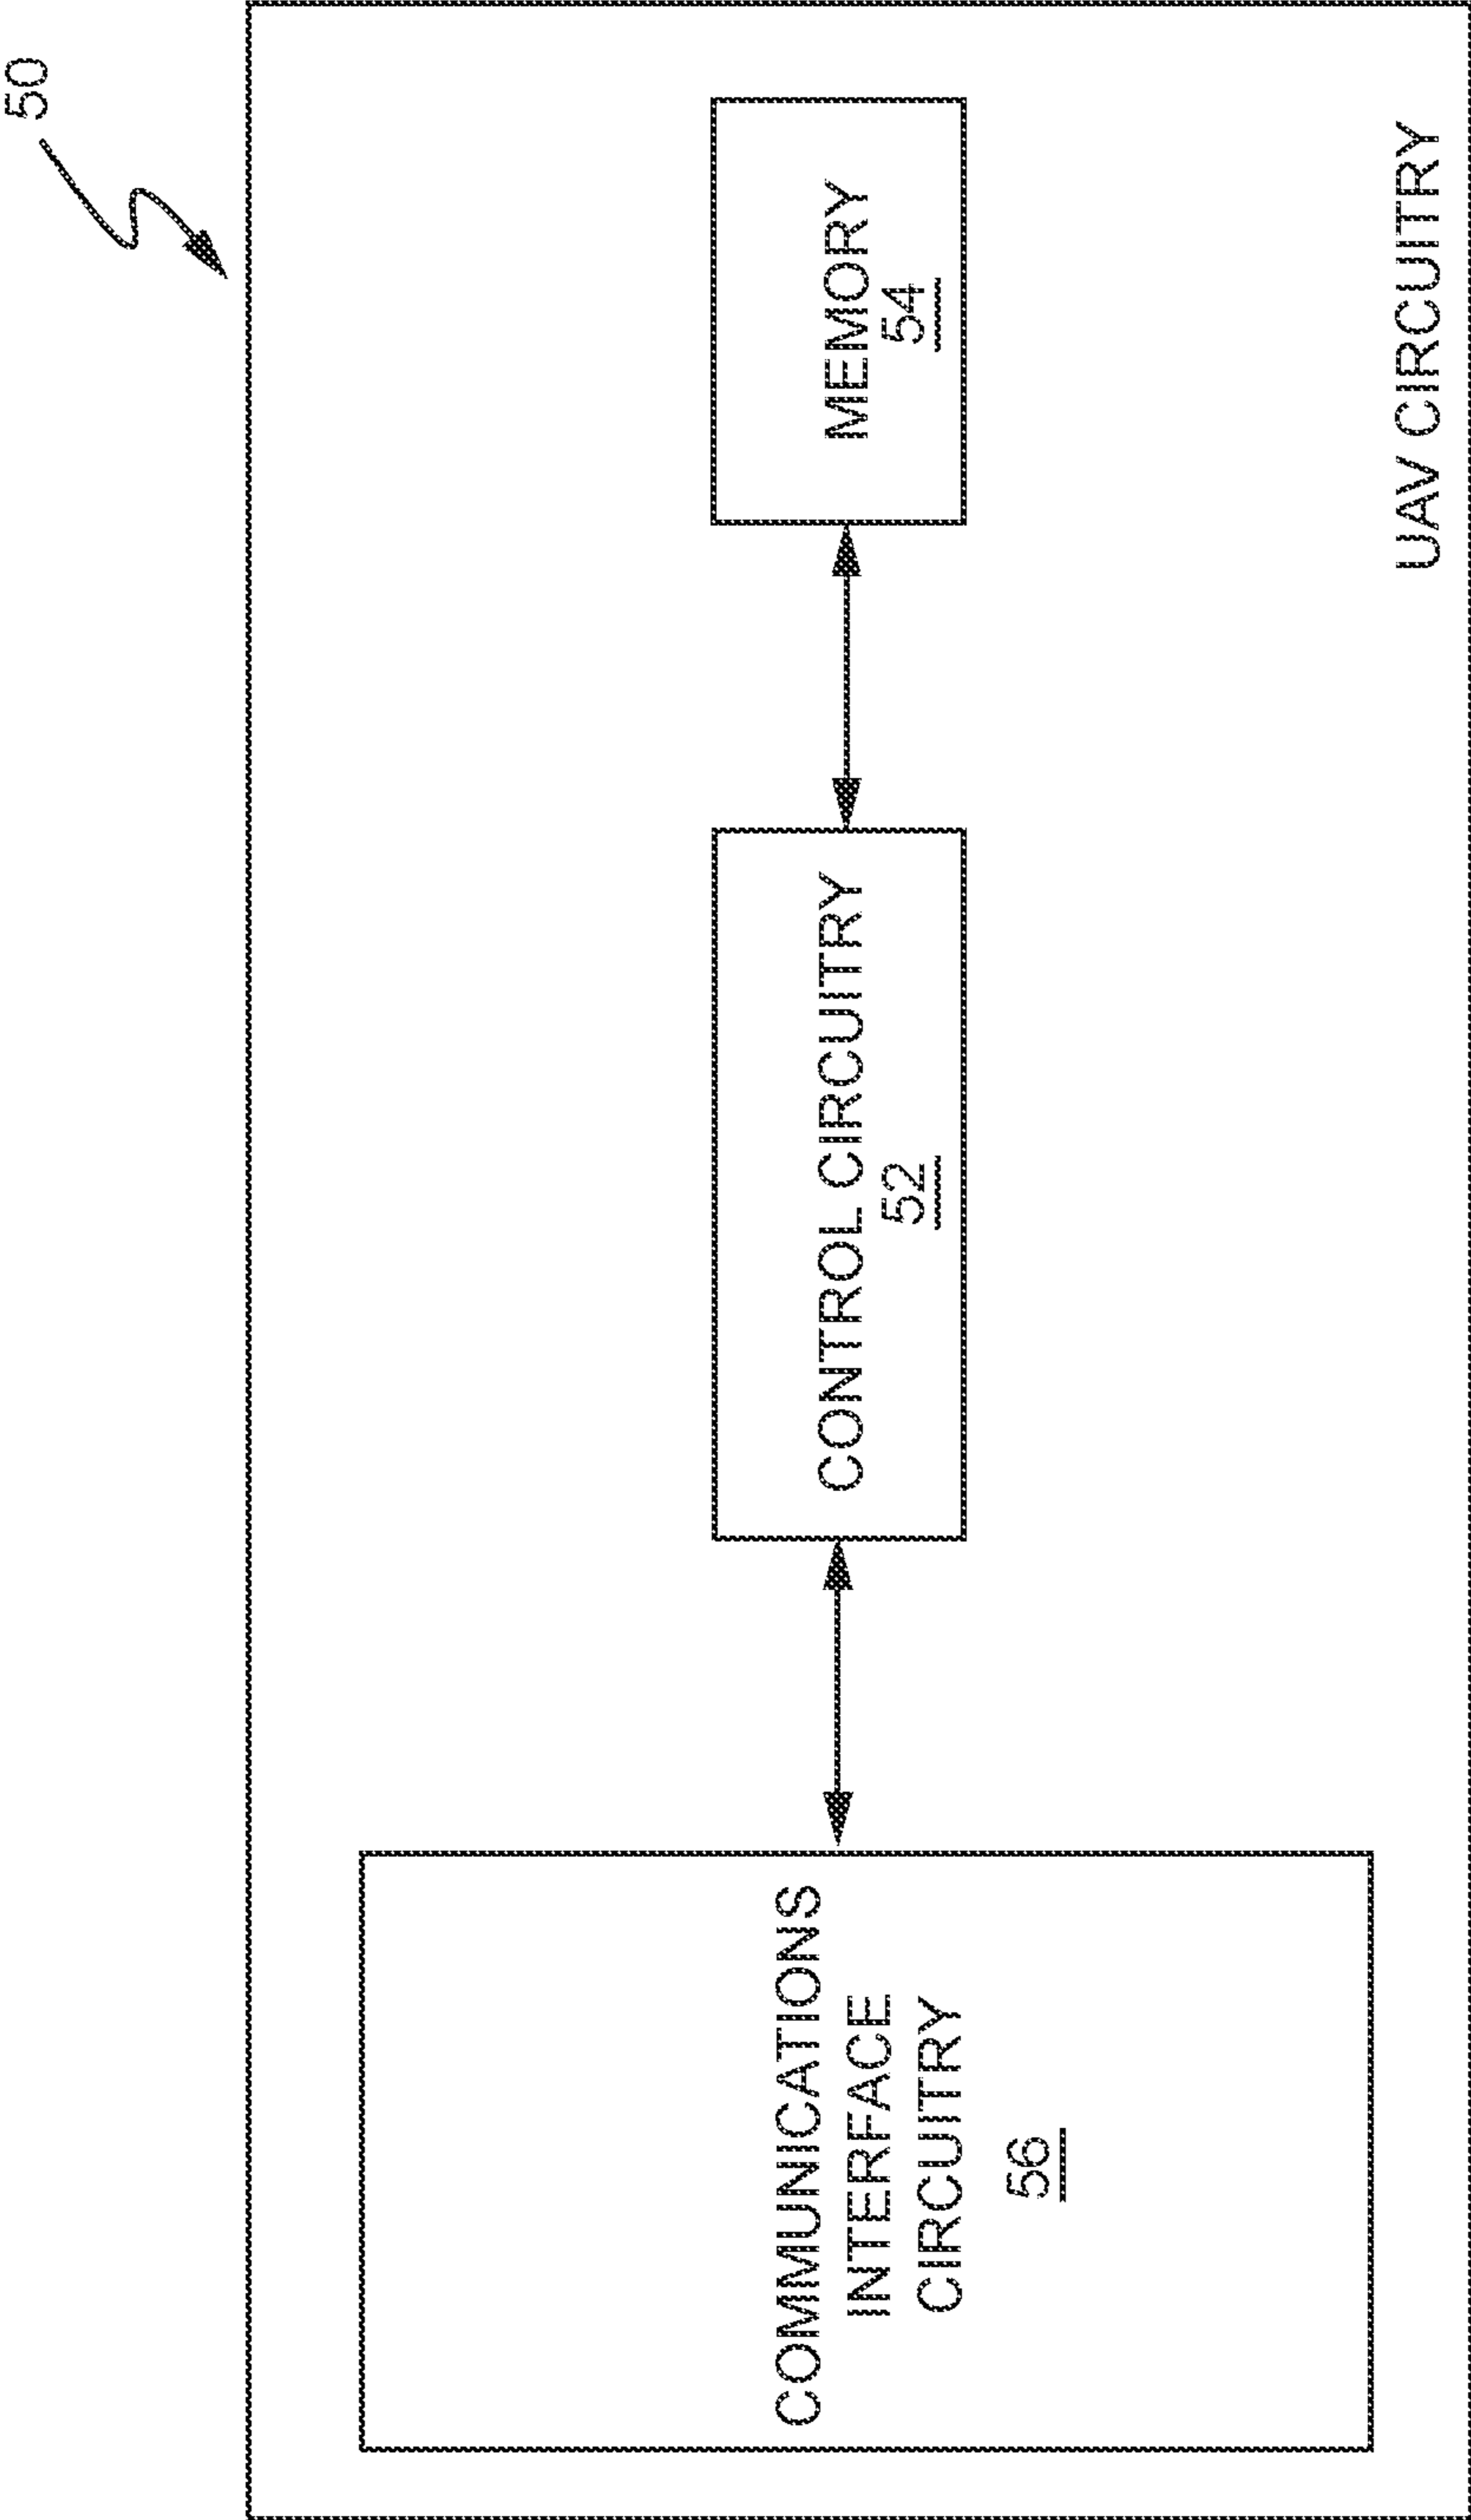 50
COMMUNICATIONS
INTERFACE
CIRCUITRY
56
CONTROL CIRCUITRY
52
MEMORY
54
UAV CIRCUITRY